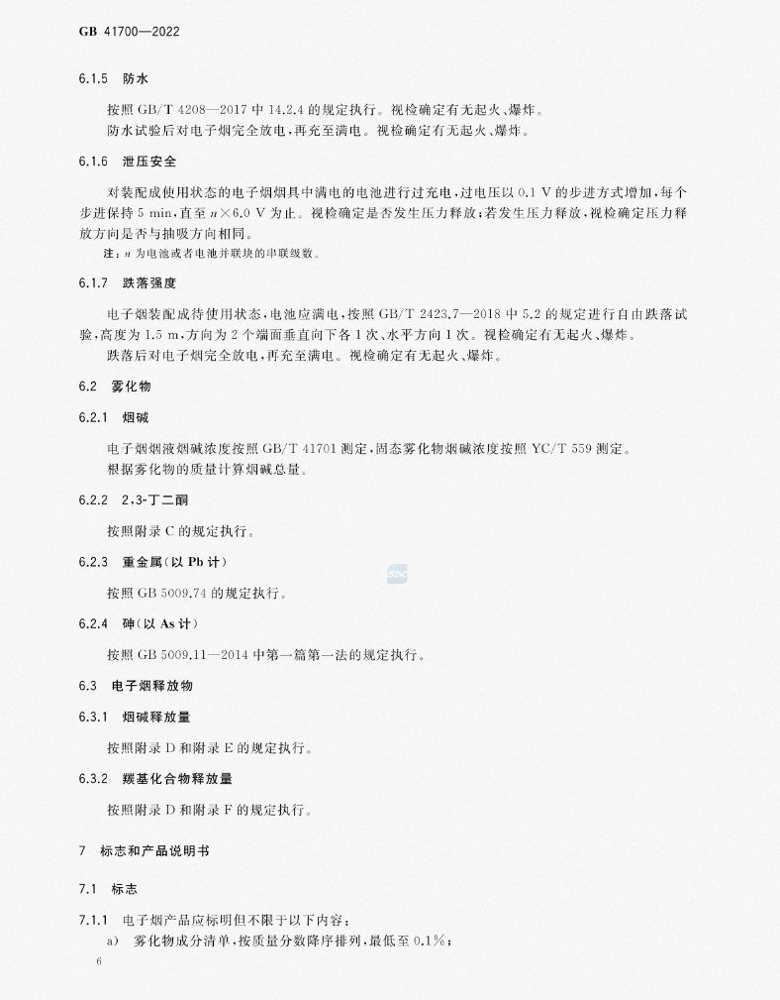 GB 41700—2022
6.1.5 防水
按照 GB/T 4208—2017 中 14.2.4 的规定执行。视检确定有无起火、爆炸。
防水试验后对电子烟完全放电,再充至满电。视检确定有无起火、爆炸。
6.1.6 泄压安全
对装配成使用状态的电子烟烟具中满电的电池进行过充电,过电压以 0.1 V 的步进方式增加,每个
步进保持 5 min,直至 n×6.0 V 为止。视检确定是否发生压力释放;若发生压力释放,视检确定压力释
放方向是否与抽吸方向相同。
注:n 为电池或者电池并联块的串联级数。
6.1.7 跌落强度
电子烟装配成待使用状态,电池应满电,按照 GB/T 2423.7—2018 中 5.2 的规定进行自由跌落试
验,高度为 1.5 m,方向为 2 个端面垂直向下各 1 次、水平方向 1 次。视检确定有无起火、爆炸。
跌落后对电子烟完全放电,再充至满电。视检确定有无起火、爆炸。
6.2 雾化物
6.2.1 烟碱
电子烟烟液烟碱浓度按照 GB/T 41701 测定,固态雾化物烟碱浓度按照 YC/T 559 测定。
根据雾化物的质量计算烟碱总量。
6.2.2 2,3-丁二酮
按照附录 C 的规定执行。
6.2.3 重金属(以 Pb 计)
SAC
按照 GB 5009.74 的规定执行。
6.2.4 砷(以 As 计)
按照 GB 5009.11—2014 中第一篇第一法的规定执行。
6.3 电子烟释放物
6.3.1 烟碱释放量
按照附录 D 和附录 E 的规定执行。
6.3.2 羰基化合物释放量
按照附录 D 和附录 F 的规定执行。
7 标志和产品说明书
7.1 标志
7.1.1 电子烟产品应标明但不限于以下内容:
a) 雾化物成分清单,按质量分数降序排列,最低至 0.1%;
6